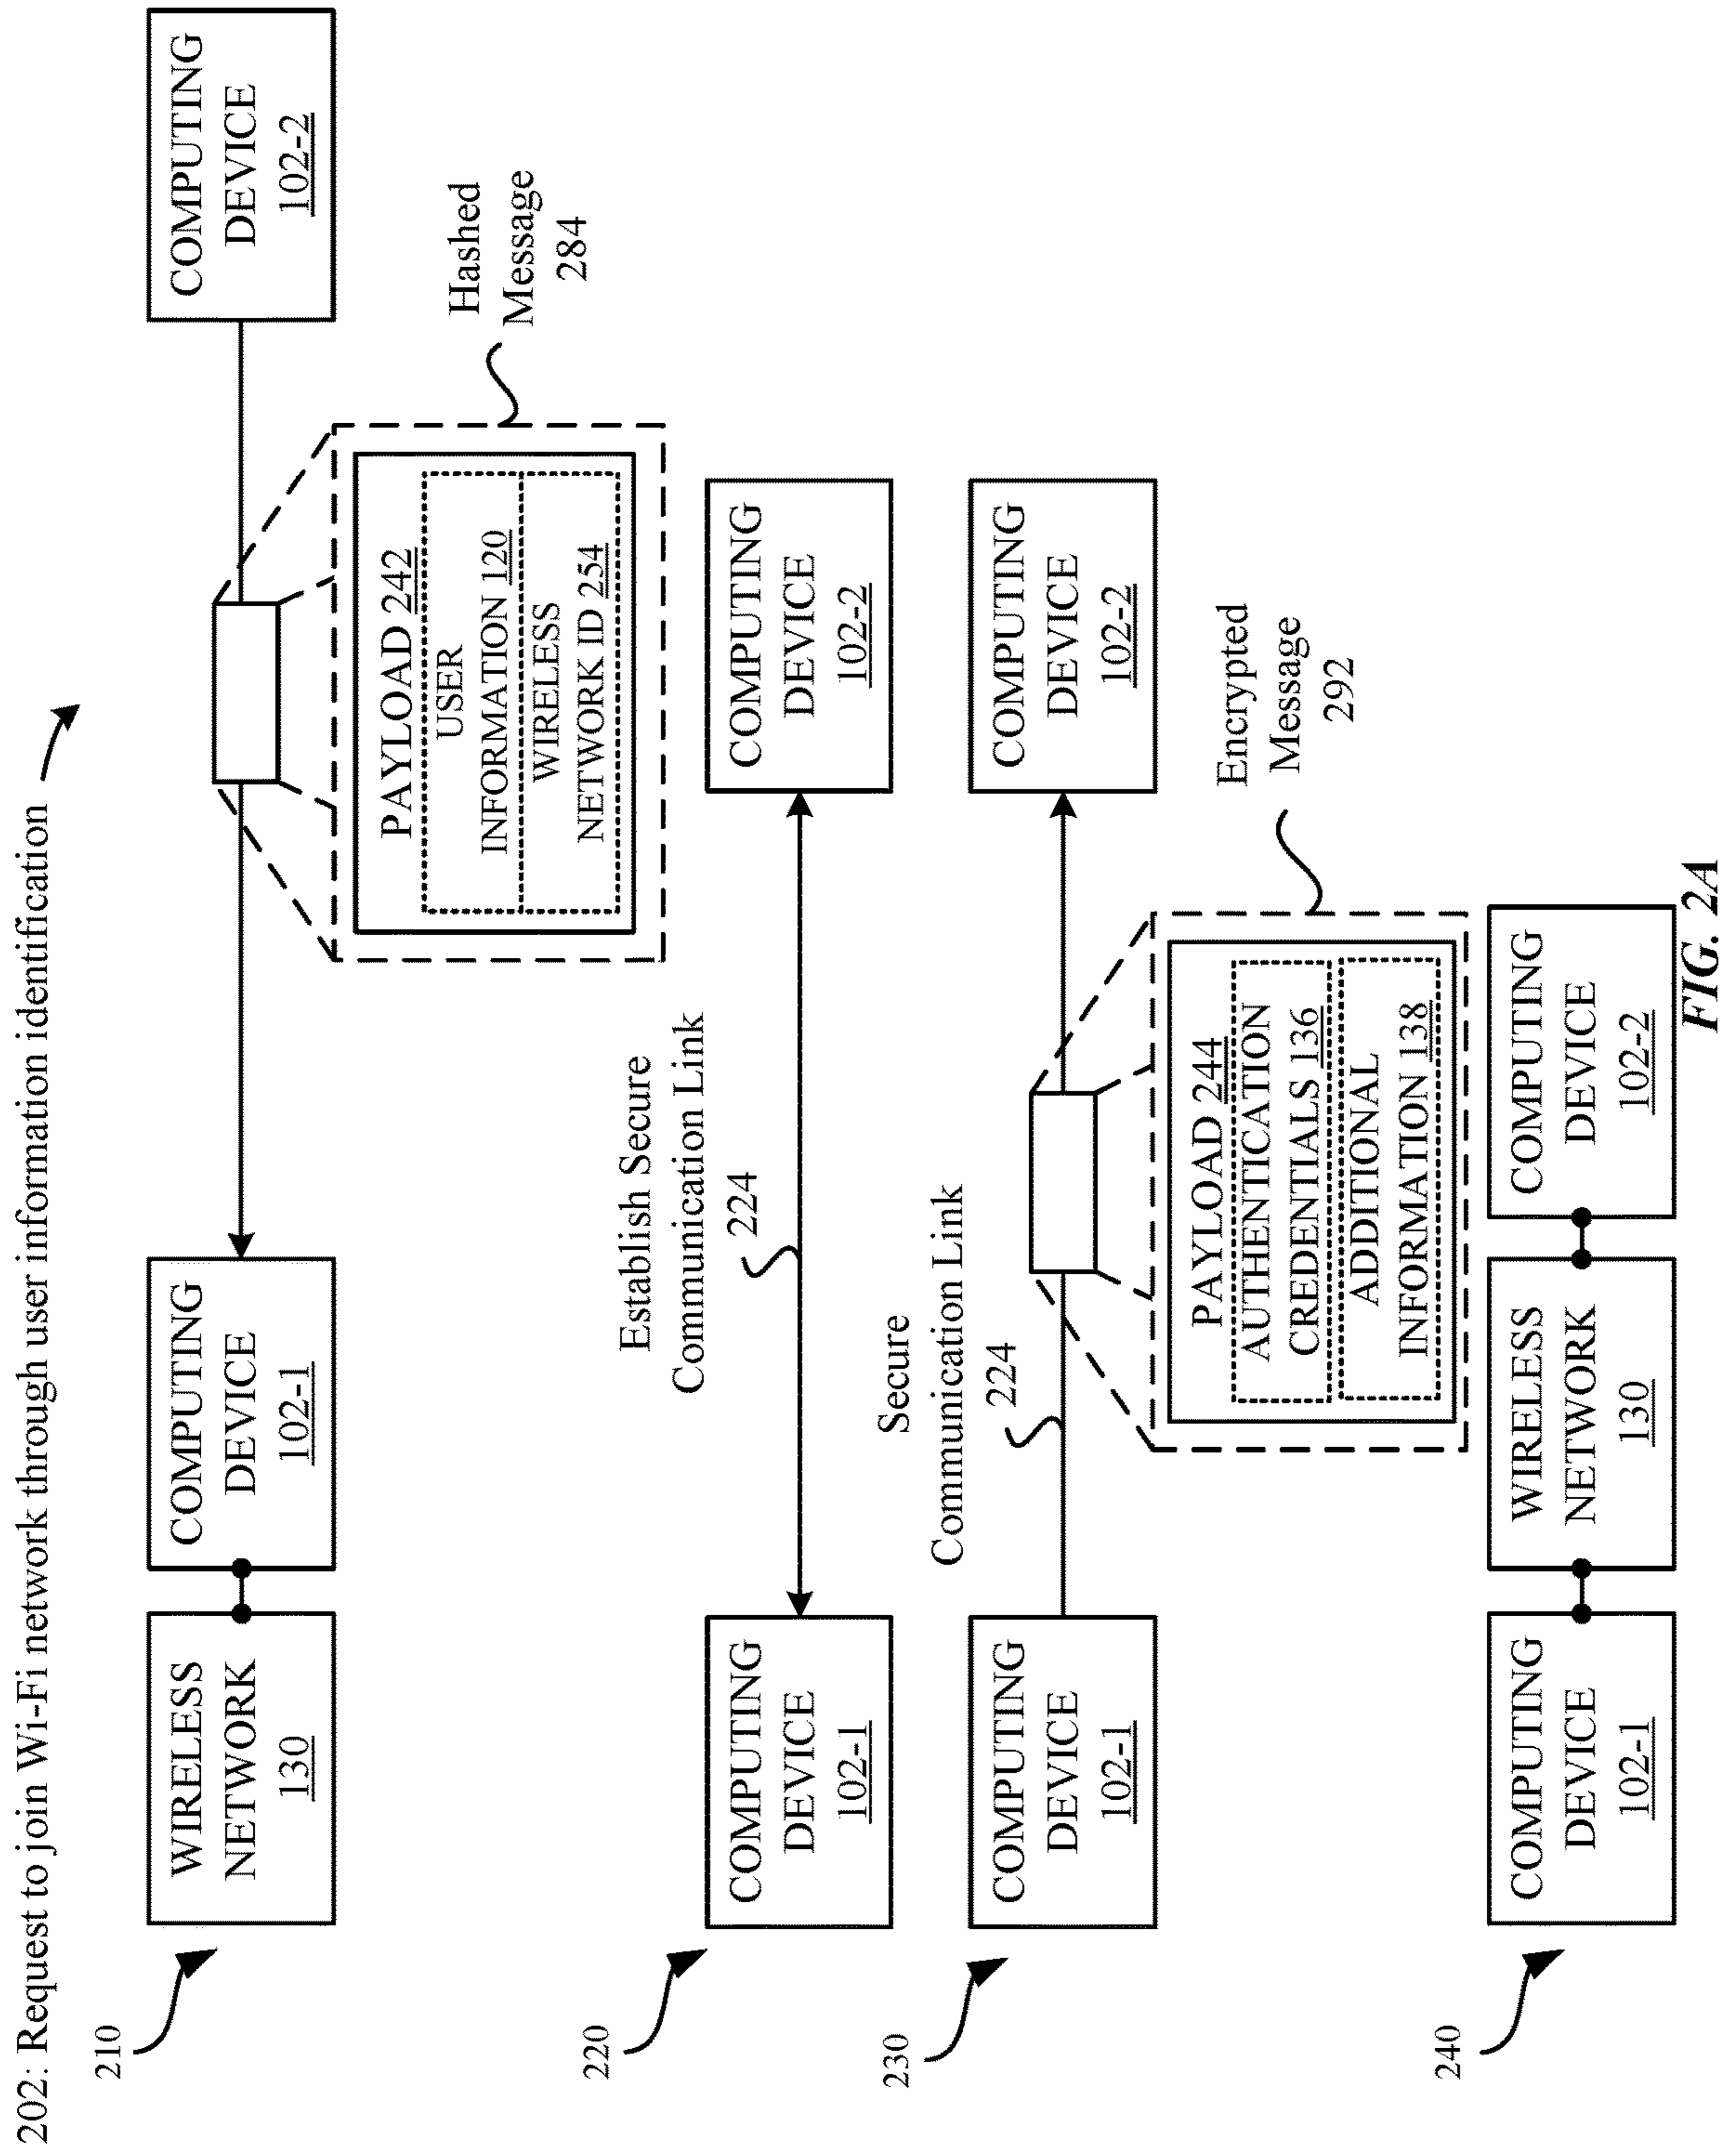 202: Request to join Wi-Fi network through user information identification
210
WIRELESS
NETWORK
130
COMPUTING
DEVICE
102-1
COMPUTING
DEVICE
102-2
PAYLOAD 242
USER
INFORMATION 120
WIRELESS
NETWORK ID 254
Hashed
Message
284
220
COMPUTING
DEVICE
102-1
Establish Secure
Communication Link
224
COMPUTING
DEVICE
102-2
230
COMPUTING
DEVICE
102-1
Secure
Communication Link
224
COMPUTING
DEVICE
102-2
PAYLOAD 244
AUTHENTICATION
CREDENTIALS 136
ADDITIONAL
INFORMATION 138
Encrypted
Message
292
240
COMPUTING
DEVICE
102-1
WIRELESS
NETWORK
130
COMPUTING
DEVICE
102-2
FIG. 2A